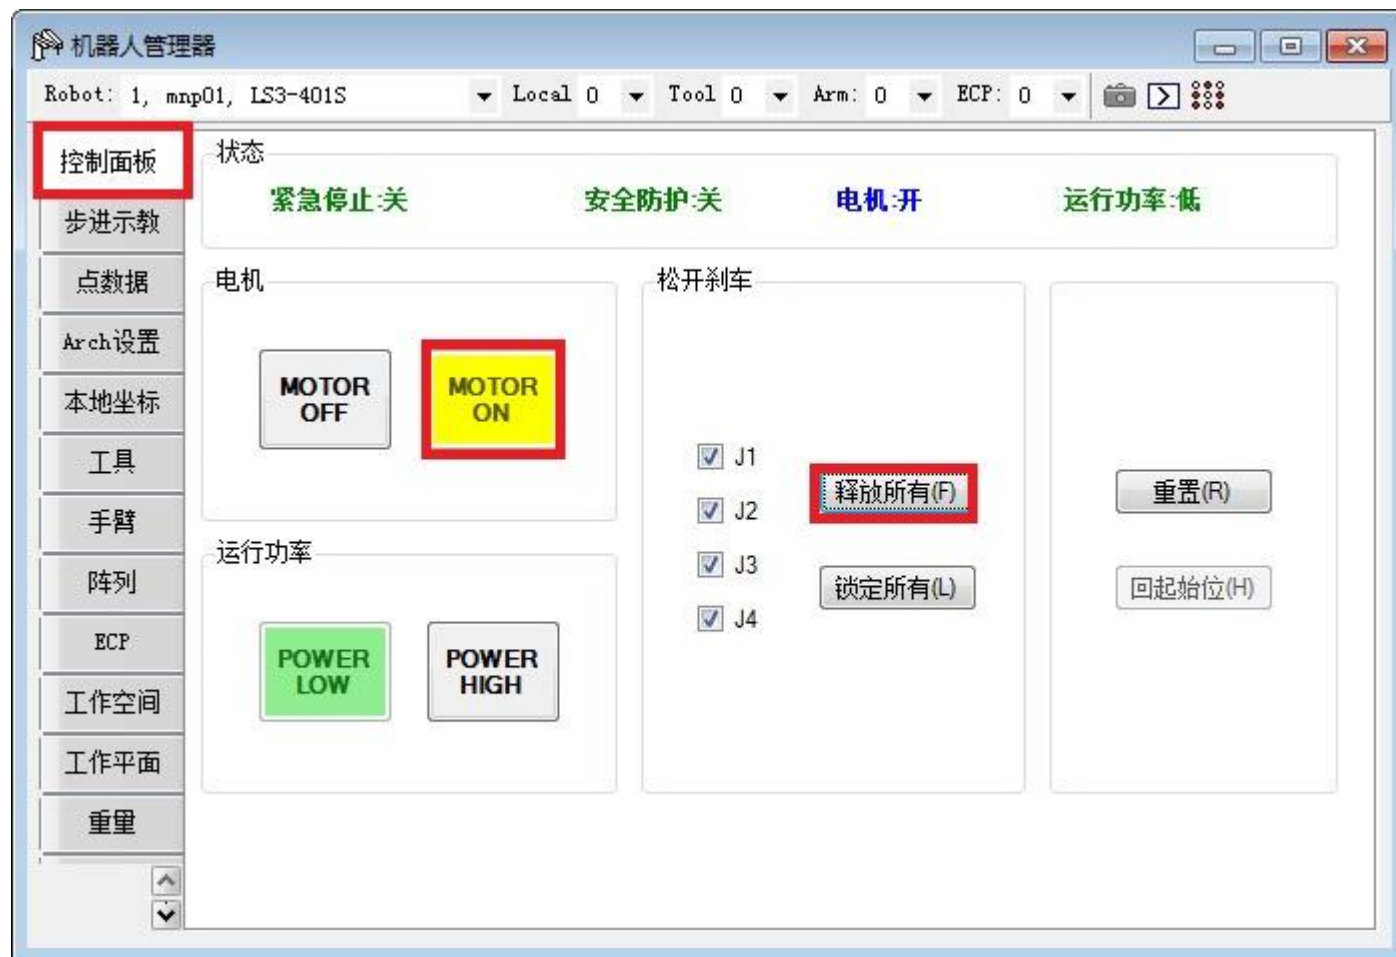 机器人管理器
Robot: 1, mnp01, LS3-401S Local 0 Tool 0 Arm: 0 ECP: 0
控制面板
步进示教
点数据
Arch设置
本地坐标
工具
手臂
阵列
ECP
工作空间
工作平面
重量
状态
紧急停止:关 安全防护:关 电机:开 运行功率:低
电机
MOTOR
OFF
MOTOR
ON
运行功率
POWER
LOW
POWER
HIGH
松开刹车
J1
J2
J3
J4
释放所有(F)
锁定所有(L)
重置(R)
回起始位(H)